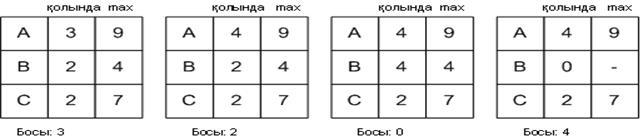 қолында max қолында max қолында max қолында max
A 3 9 A 4 9 A 4 9 A 4 9
B 2 4 B 2 4 B 4 4 B 0 -
C 2 7 C 2 7 C 2 7 C 2 7
Босы: 3 Босы: 2 Босы: 0 Босы: 4